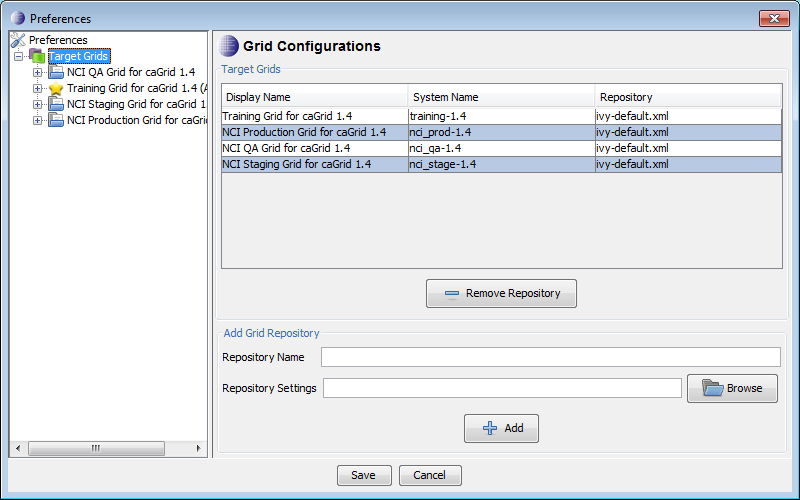 Preferences
Preferences
Target Grids
NCI QA Grid for caGrid 1.4
Training Grid for caGrid 1.4 (A
NCI Staging Grid for caGrid 1
NCI Production Grid for caGri
Grid Configurations
Target Grids
Display Name System Name Repository
Training Grid for caGrid 1.4 training-1.4 ivy-default.xml
NCI Production Grid for caGrid 1.4 nci_prod-1.4 ivy-default.xml
NCI QA Grid for caGrid 1.4 nci_qa-1.4 ivy-default.xml
NCI Staging Grid for caGrid 1.4 nci_stage-1.4 ivy-default.xml
Remove Repository
Add Grid Repository
Repository Name
Repository Settings Browse
Add
Save Cancel